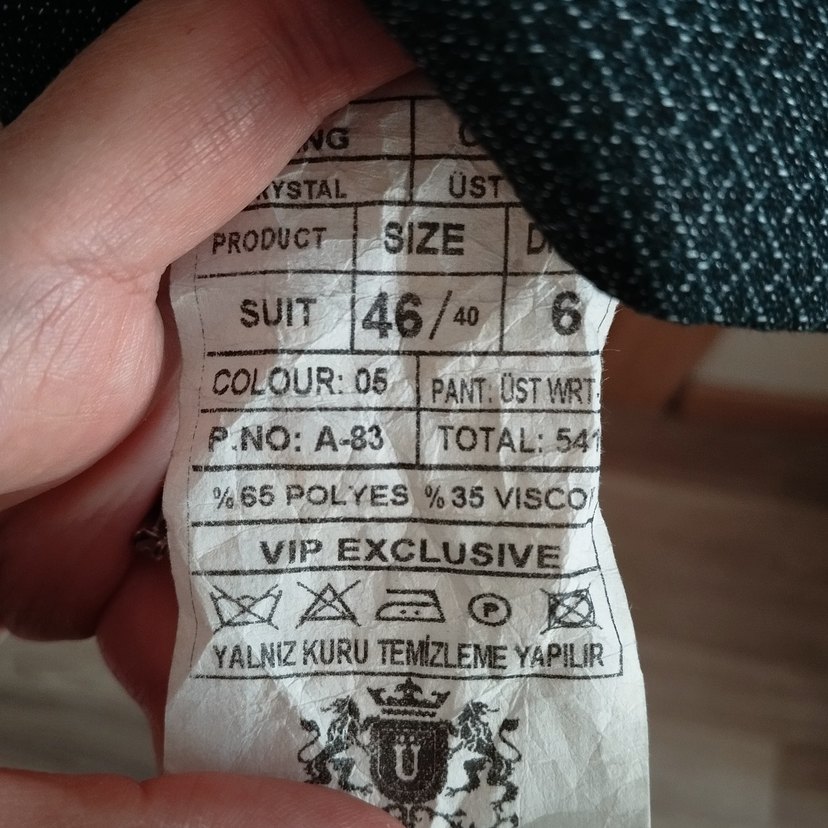 ÜST
PRODUCT SIZE
SUIT 46/40 6
COLOUR: 05 PANT: ÜST WRT.
P.NO: A-83 TOTAL: 541
%65 POLYES %35 VISCO
VIP EXCLUSIVE
P
YALNIZ KURU TEMİZLEME YAPILIR
Ü